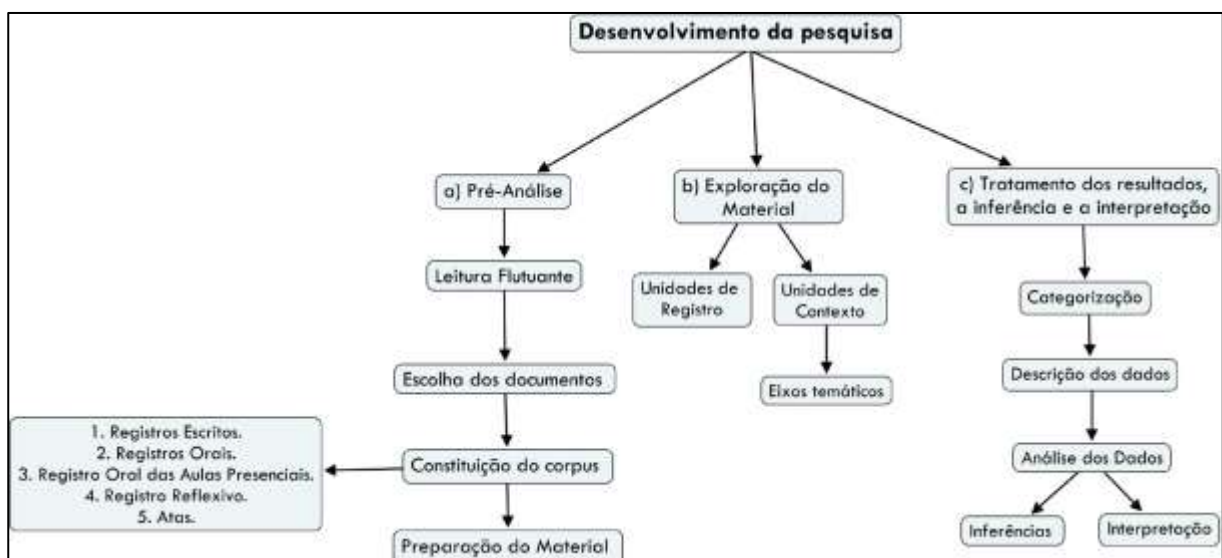 Desenvolvimento da pesquisa
a) Pré-Análise
Leitura Flutuante
Escolha dos documentos
Constituição do corpus
1. Registros Escritos.
2. Registros Orais.
3. Registro Oral das Aulas Presenciais.
4. Registro Reflexivo.
5. Atas.
Preparação do Material
b) Exploração do
Material
Unidades de
Registro
Unidades de
Contexto
Eixos temáticos
c) Tratamento dos resultados,
a inferência e a interpretação
Categorização
Descrição dos dados
Análise dos Dados
Inferências
Interpretação